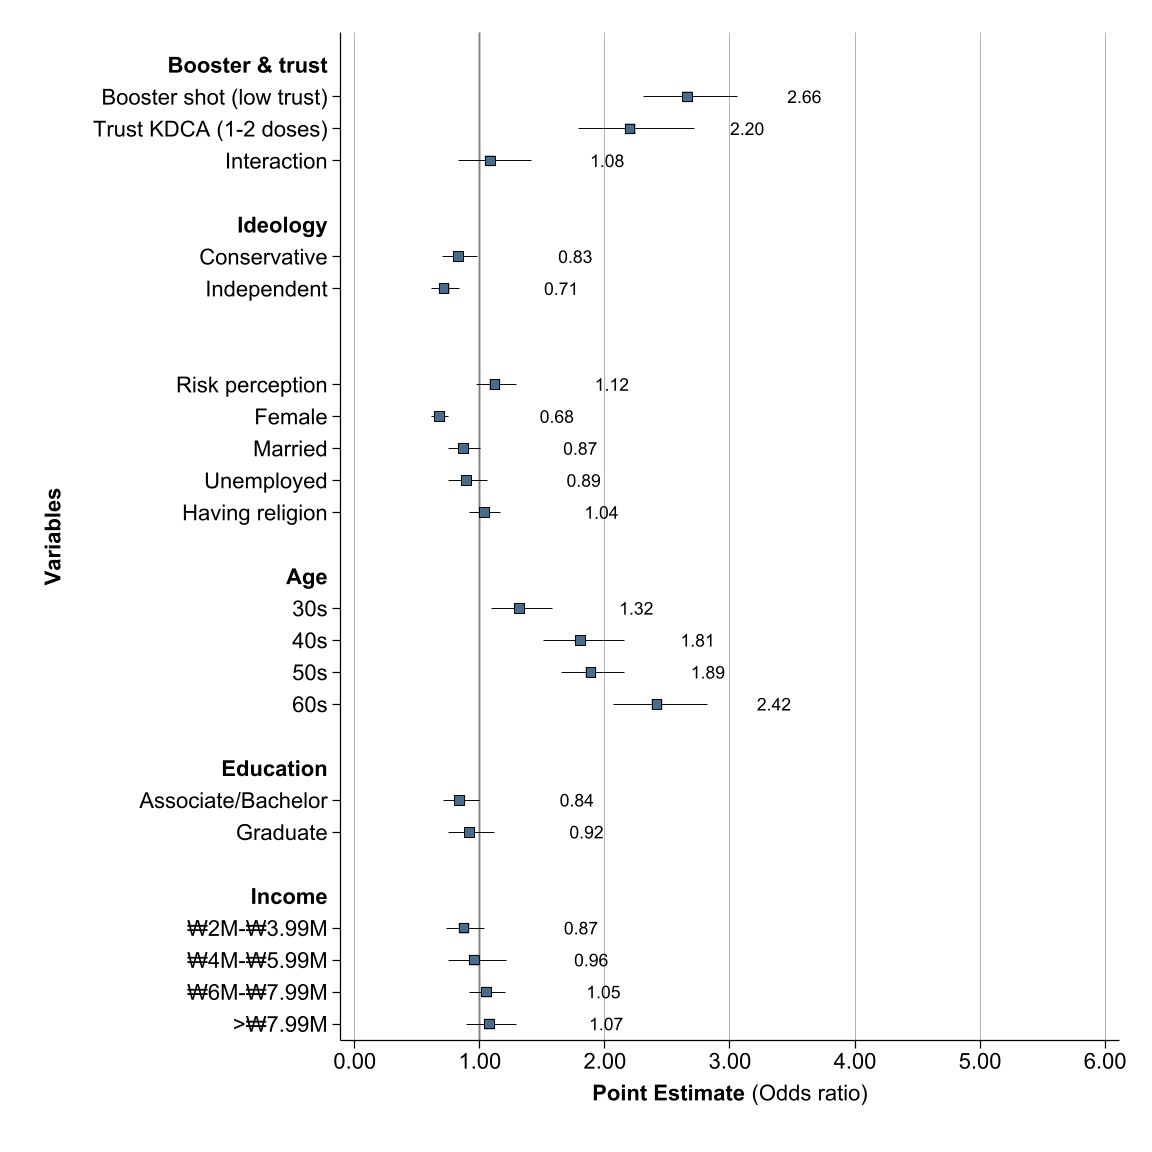 Booster & trust
Booster shot (low trust) 2.66
Trust KDCA (1-2 doses) 2.20
Interaction 1.08
Ideology
Conservative 0.83
Independent 0.71
Risk perception 1.12
Female 0.68
Married 0.87
Unemployed 0.89
Having religion 1.04
Variables
Age
30s 1.32
40s 1.81
50s 1.89
60s 2.42
Education
Associate/Bachelor 0.84
Graduate 0.92
Income
₩2M-₩3.99M 0.87
₩4M-₩5.99M 0.96
₩6M-₩7.99M 1.05
>₩7.99M 1.07
0.00 1.00 2.00 3.00 4.00 5.00 6.00
Point Estimate (Odds ratio)